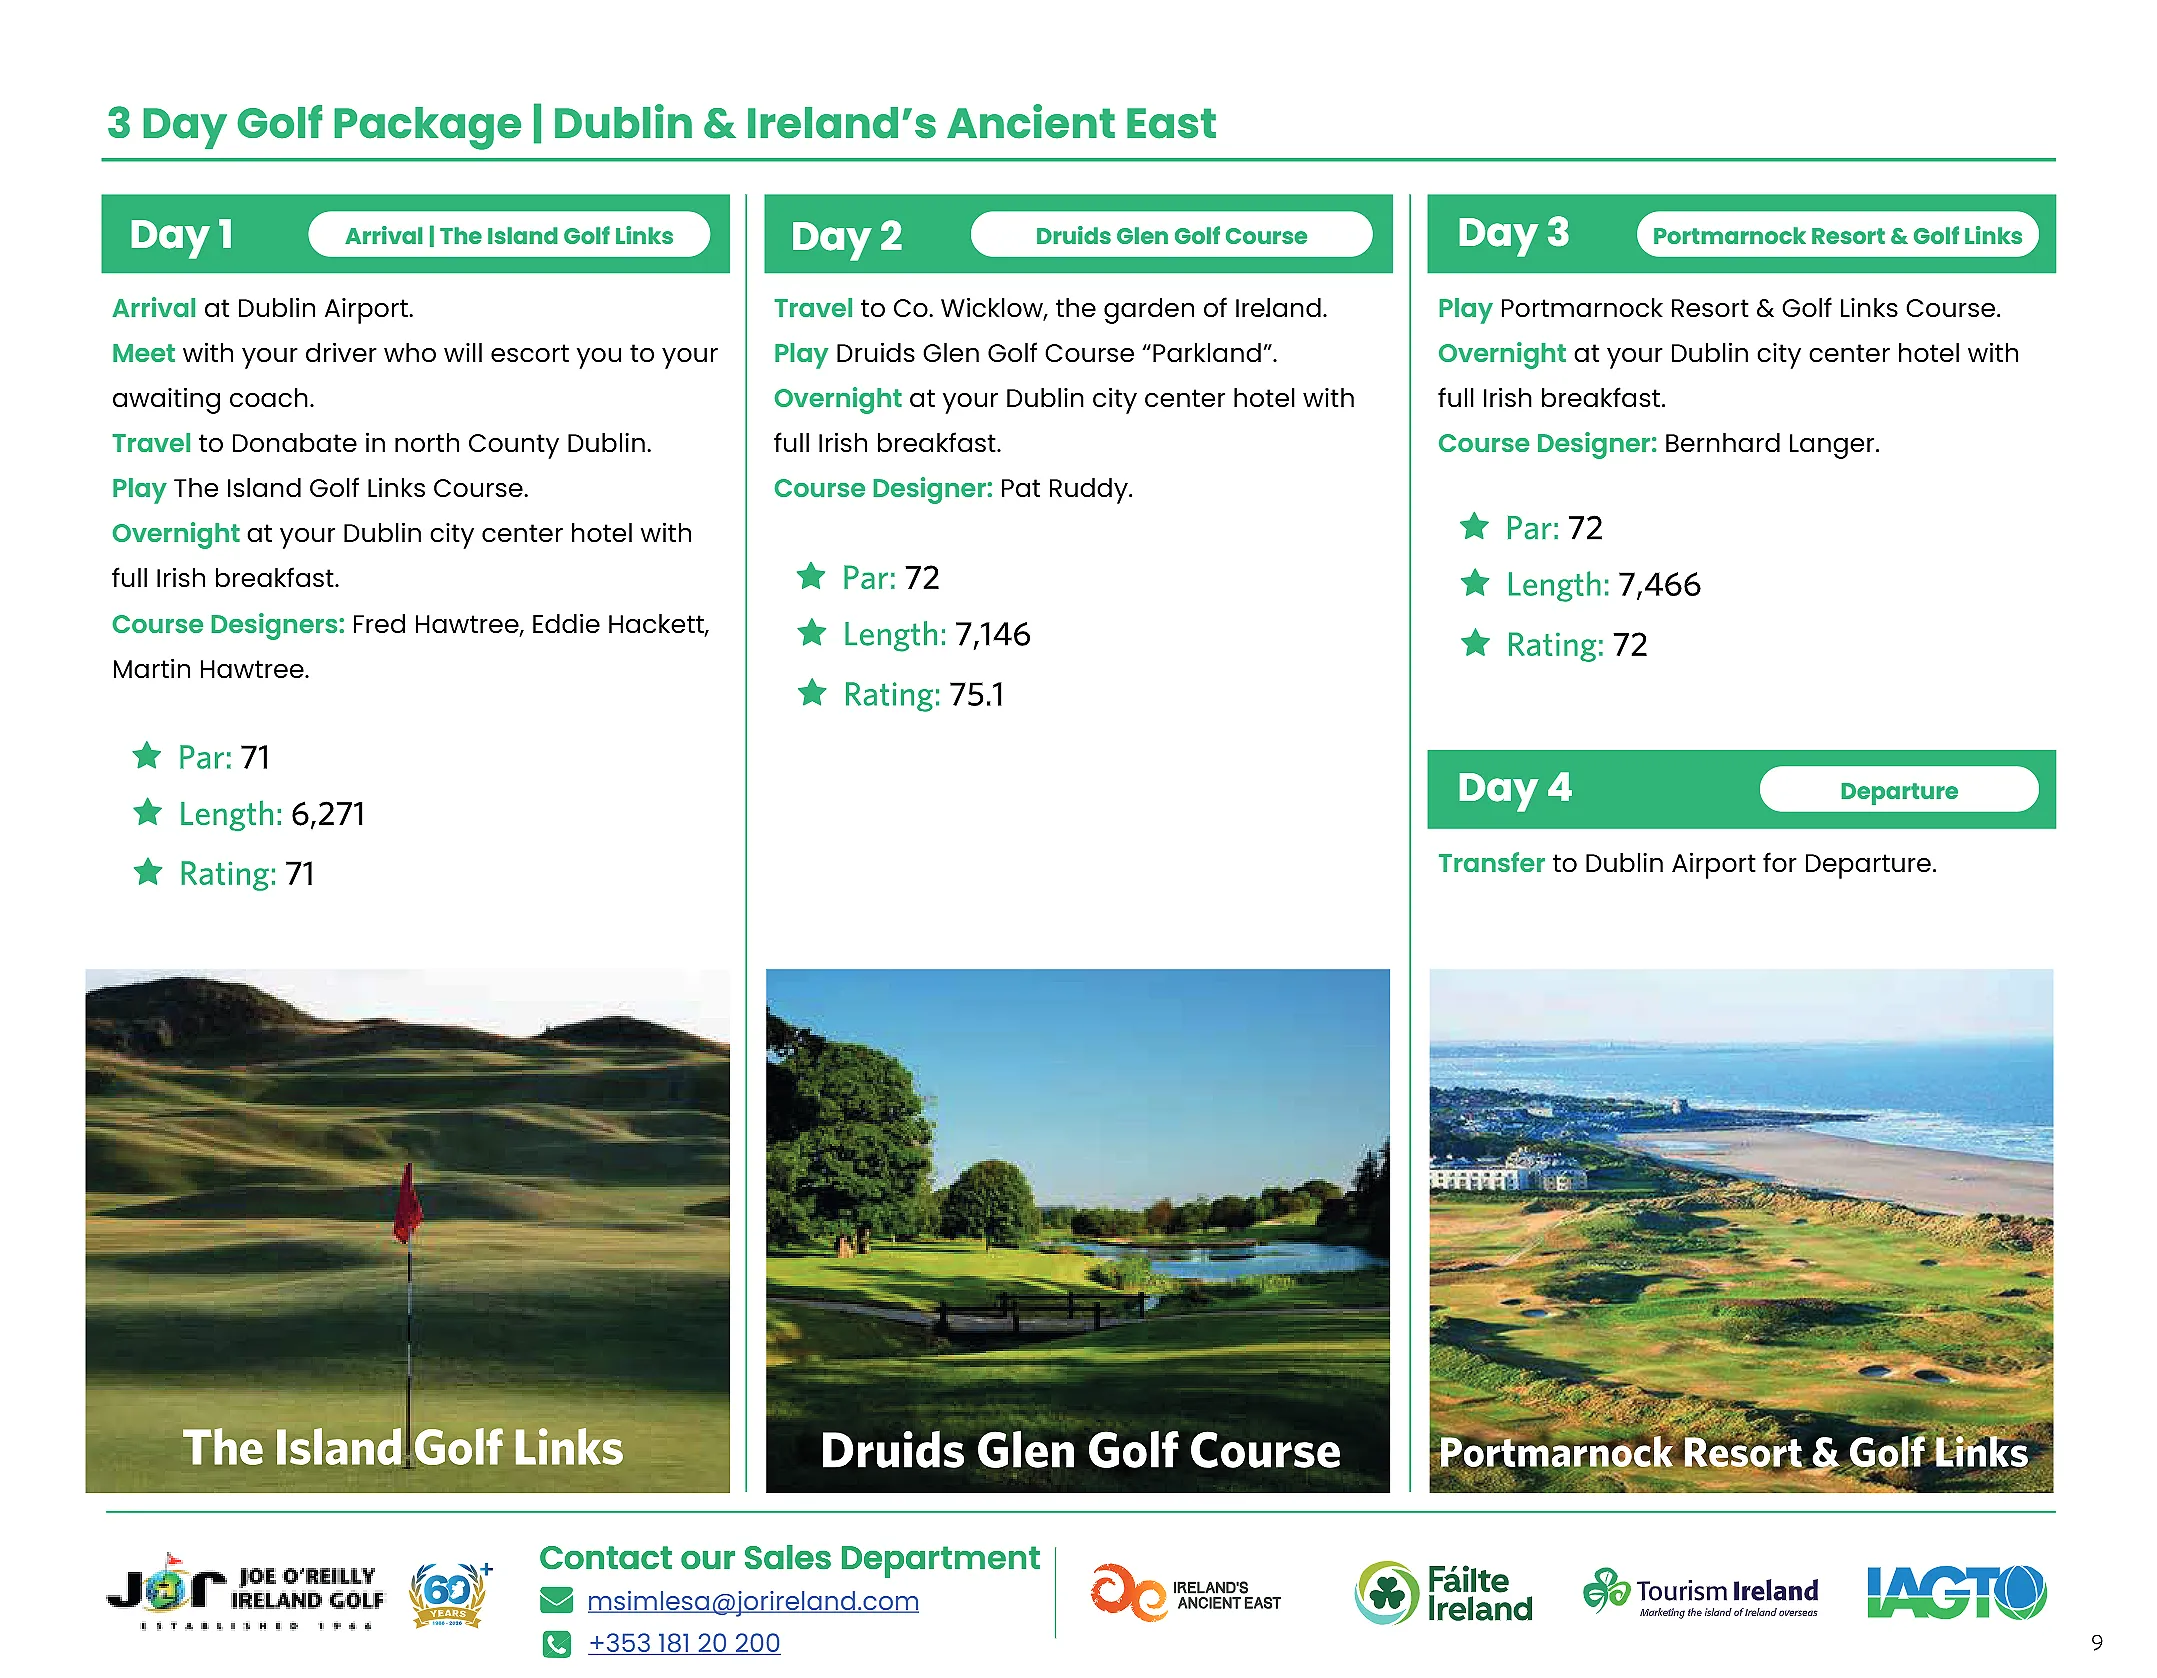 3 Day Golf Package | Dublin & Ireland's Ancient East
Day 1
Arrival | The Island Golf Links
Arrival at Dublin Airport.
Meet with your driver who will escort you to your
awaiting coach.
Travel to Donabate in north County Dublin.
Play The Island Golf Links Course.
Overnight at your Dublin city center hotel with
full Irish breakfast.
Course Designers: Fred Hawtree, Eddie Hackett,
Martin Hawtree.
Par: 71
Length: 6,271
Rating: 71
The Island Golf Links
Day 2
Druids Glen Golf Course
Travel to Co. Wicklow, the garden of Ireland.
Play Druids Glen Golf Course “Parkland”.
Overnight at your Dublin city center hotel with
full Irish breakfast.
Course Designer: Pat Ruddy.
Par: 72
Length: 7,146
Rating: 75.1
Druids Glen Golf Course
Day 3
Portmarnock Resort & Golf Links
Play Portmarnock Resort & Golf Links Course.
Overnight at your Dublin city center hotel with
full Irish breakfast.
Course Designer: Bernhard Langer.
Par: 72
Length: 7,466
Rating: 72
Day 4
Departure
Transfer to Dublin Airport for Departure.
Portmarnock Resort & Golf Links
jor JOE O'REILLY
IRELAND GOLF
ESTABLISHED 1966
60+
YEARS
1966 - 2026
Contact our Sales Department
msimlesa@jorireland.com
+353 181 20 200
IRELAND'S
ANCIENT EAST
Fáilte
Ireland
Tourism Ireland
Marketing the island of Ireland overseas
IAGTO
9